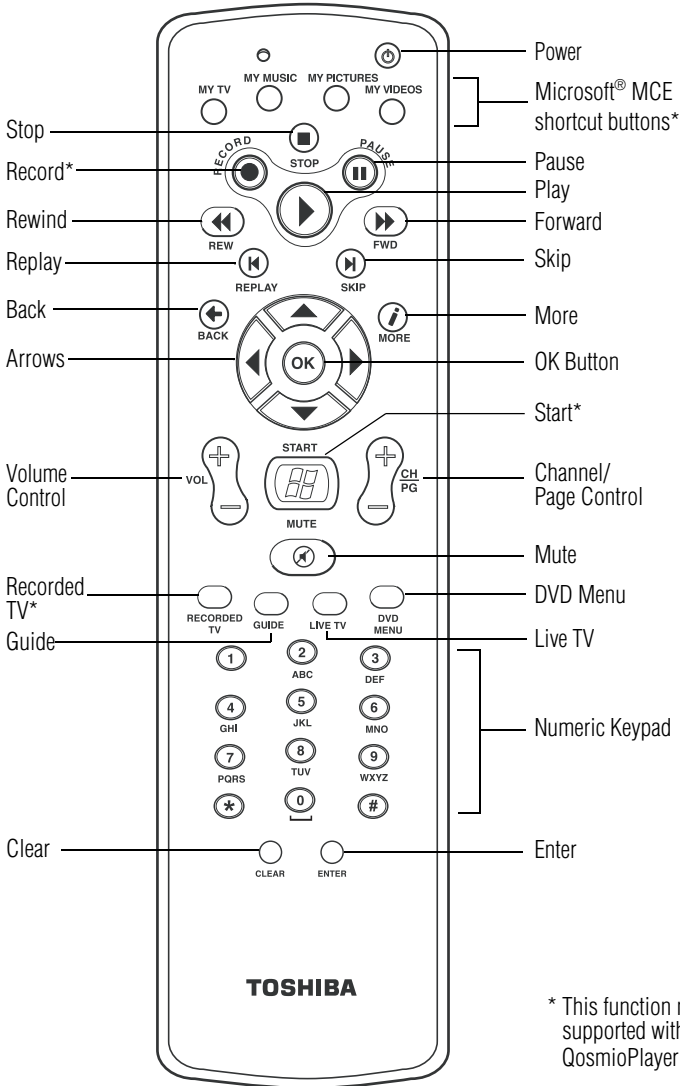 Power
MY TV
MY MUSIC
MY PICTURES
MY VIDEOS
Microsoft® MCE
shortcut buttons*
Stop
RECORD
STOP
PAUSE
Record*
Pause
Play
Rewind
Forward
REW
FWD
Replay
Skip
REPLAY
SKIP
Back
More
BACK
MORE
Arrows
OK
OK Button
Start*
START
Volume
Control
VOL
CH
PG
Channel/
Page Control
MUTE
Mute
Recorded
TV*
DVD Menu
RECORDED
TV
GUIDE
LIVE TV
DVD
MENU
Guide
Live TV
1
2
3
ABC
DEF
4
5
6
GHI
JKL
MNO
Numeric Keypad
7
8
9
PQRS
TUV
WXYZ
*
0
#
Clear
Enter
CLEAR
ENTER
TOSHIBA
* This function
supported
QosmioPlayer